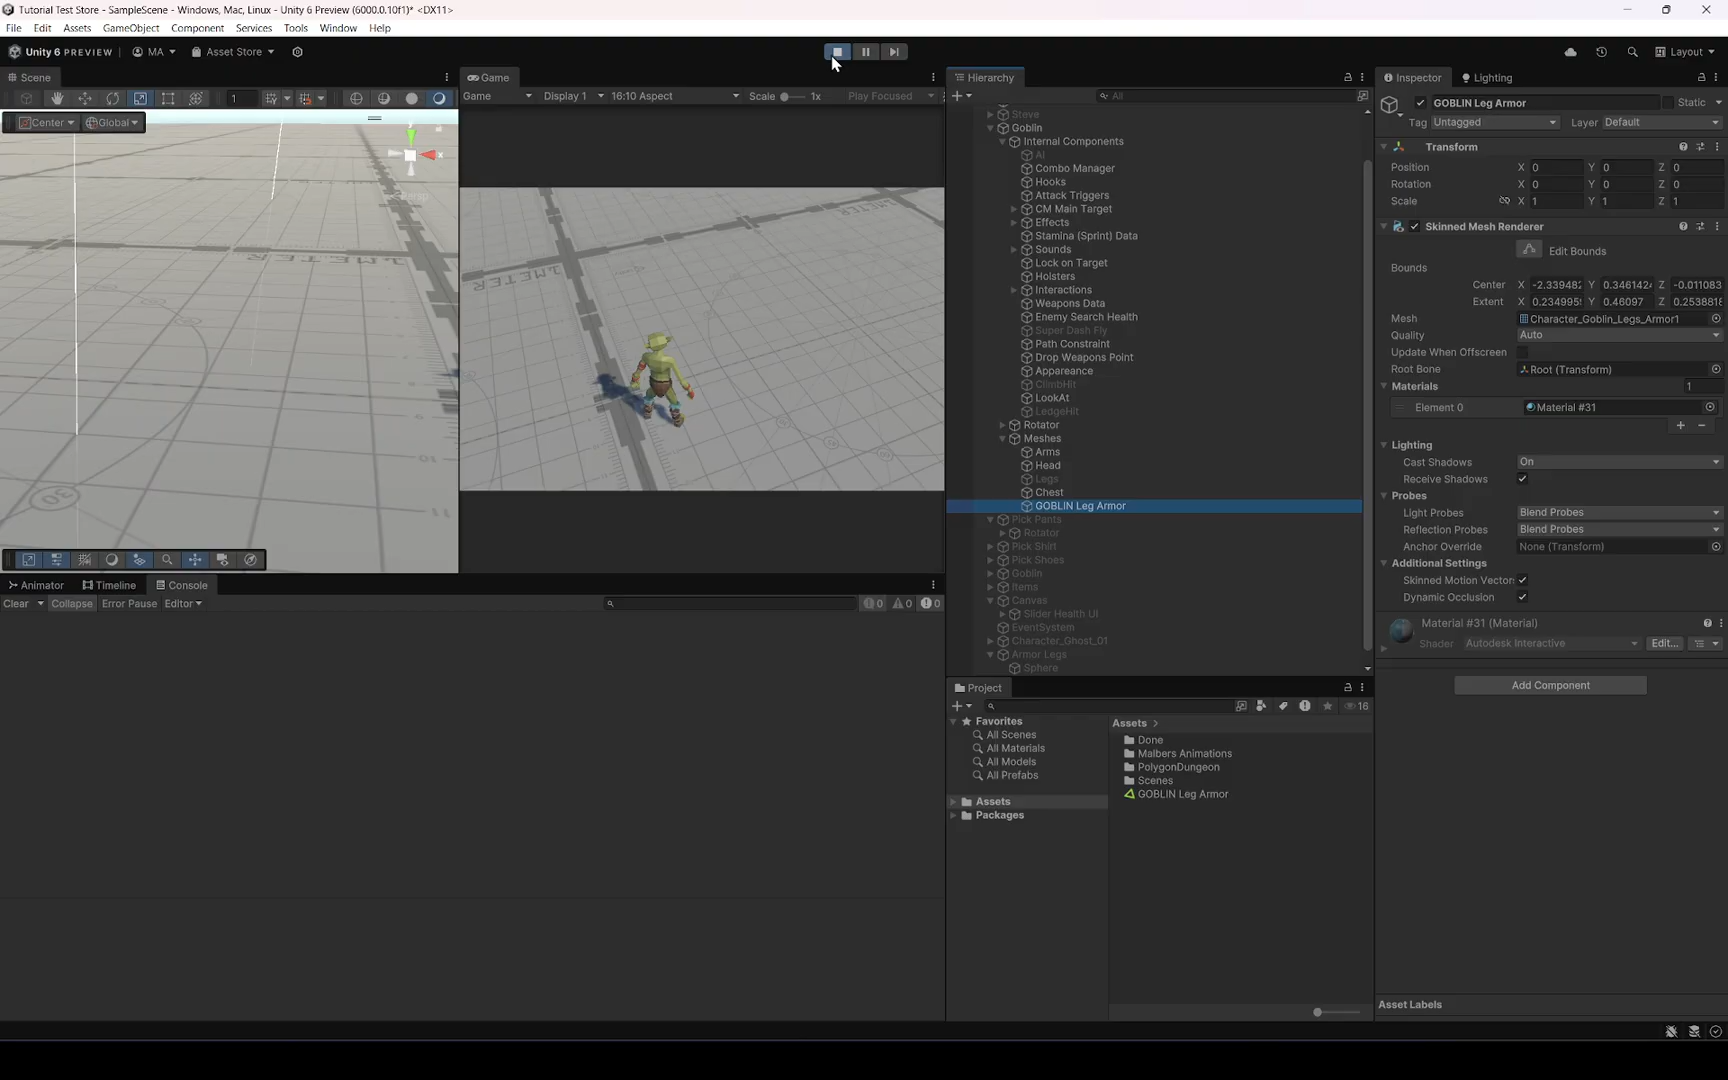 Tutorial Test Store - SampleScene - Windows, Mac, Linux - Unity 6 Preview (6000.0.10f1)* <DX11>
File Edit Assets GameObject Component Services Tools Window Help
Unity 6 PREVIEW MA Asset Store Layout
Scene
1
Center Global
Game
Game Display 1 16:10 Aspect Scale 1x Play Focused
Animator Timeline Console
Clear Collapse Error Pause Editor 0 0 0
Hierarchy
All
Steve
Goblin
Internal Components
AI
Combo Manager
Hooks
Attack Triggers
CM Main Target
Effects
Stamina (Sprint) Data
Sounds
Lock on Target
Holsters
Interactions
Weapons Data
Enemy Search Health
Super Dash Fly
Path Constraint
Drop Weapons Point
Appareance
ClimbHit
LookAt
LedgeHit
Rotator
Meshes
Arms
Head
Legs
Chest
GOBLIN Leg Armor
Pick Pants
Rotator
Pick Shirt
Pick Shoes
Goblin
Items
Canvas
Slider Health UI
EventSystem
Character_Ghost_01
Armor Legs
Sphere
Project
16
Favorites
All Scenes
All Materials
All Models
All Prefabs
Assets
Packages
Assets >
Done
Malbers Animations
PolygonDungeon
Scenes
GOBLIN Leg Armor
Inspector Lighting
GOBLIN Leg Armor Static
Tag Untagged Layer Default
Transform
Position X 0 Y 0 Z 0
Rotation X 0 Y 0 Z 0
Scale X 1 Y 1 Z 1
Skinned Mesh Renderer
Edit Bounds
Bounds
Center X -2.339482 Y 0.346142 Z -0.011083
Extent X 0.234995 Y 0.46097 Z 0.2538816
Mesh Character_Goblin_Legs_Armor1
Quality Auto
Update When Offscreen
Root Bone Root (Transform)
Materials 1
Element 0 Material #31
Lighting
Cast Shadows On
Receive Shadows
Probes
Light Probes Blend Probes
Reflection Probes Blend Probes
Anchor Override None (Transform)
Additional Settings
Skinned Motion Vectors
Dynamic Occlusion
Material #31 (Material)
Shader Autodesk Interactive Edit...
Add Component
Asset Labels